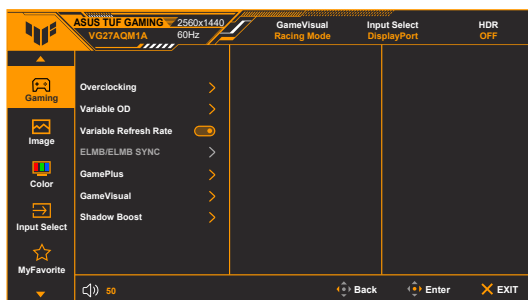 ASUS TUF GAMING 2560x1440
VG27AQM1A 60Hz
GameVisual
Racing Mode
Input Select
DisplayPort
HDR
OFF
Gaming
Image
Color
Input Select
MyFavorite
Overclocking
Variable OD
Variable Refresh Rate
ELMB/ELMB SYNC
GamePlus
GameVisual
Shadow Boost
50
Back
Enter
EXIT